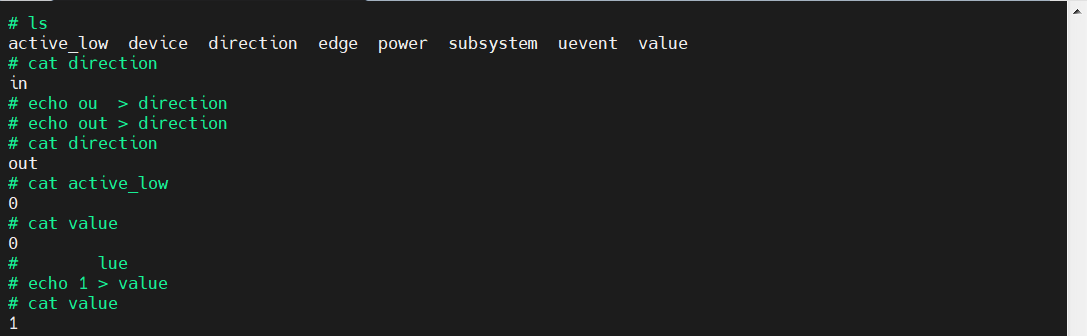 # ls
active_low  device  direction  edge  power  subsystem  uevent  value
# cat direction
in
# echo ou  > direction
# echo out > direction
# cat direction
out
# cat active_low
0
# cat value
0
#        lue
# echo 1 > value
# cat value
1